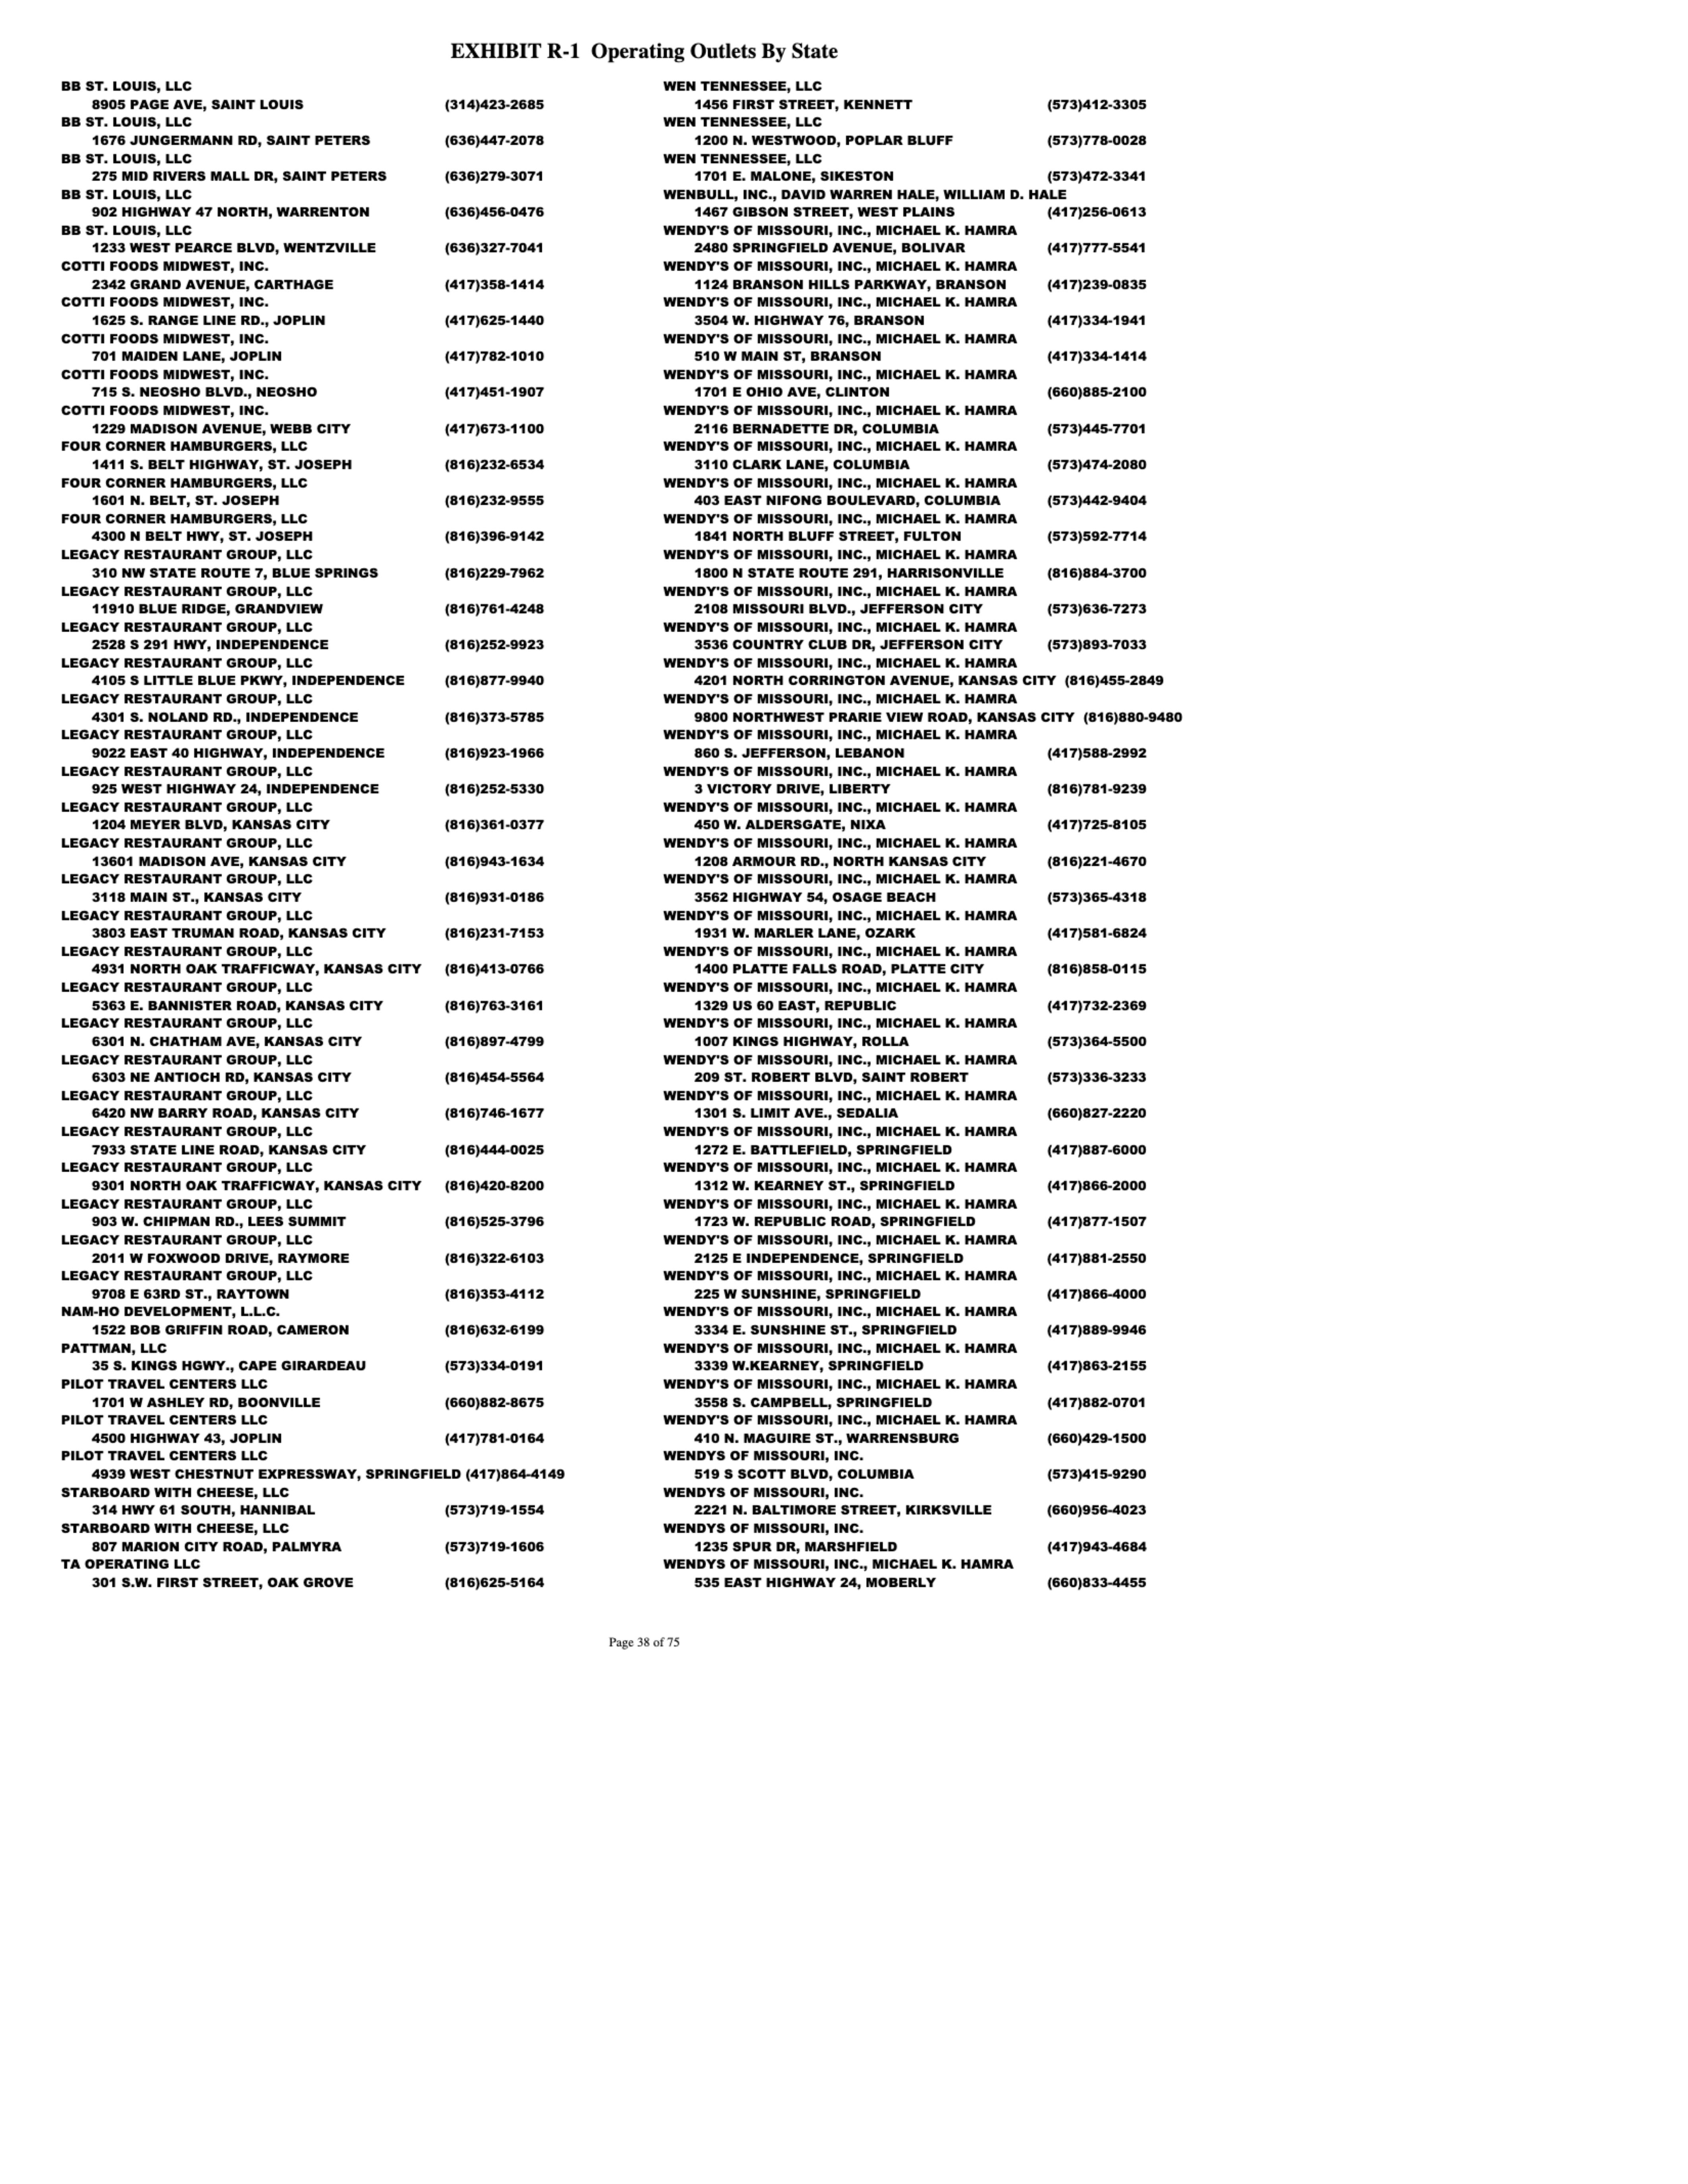 EXHIBIT R-1 Operating Outlets By State
BB ST. LOUIS, LLC
8905 PAGE AVE, SAINT LOUIS (314)423-2685
BB ST. LOUIS, LLC
1676 JUNGERMANN RD, SAINT PETERS (636)447-2078
BB ST. LOUIS, LLC
275 MID RIVERS MALL DR, SAINT PETERS (636)279-3071
BB ST. LOUIS, LLC
902 HIGHWAY 47 NORTH, WARRENTON (636)456-0476
BB ST. LOUIS, LLC
1233 WEST PEARCE BLVD, WENTZVILLE (636)327-7041
COTTI FOODS MIDWEST, INC.
2342 GRAND AVENUE, CARTHAGE (417)358-1414
COTTI FOODS MIDWEST, INC.
1625 S. RANGE LINE RD., JOPLIN (417)625-1440
COTTI FOODS MIDWEST, INC.
701 MAIDEN LANE, JOPLIN (417)782-1010
COTTI FOODS MIDWEST, INC.
715 S. NEOSHO BLVD., NEOSHO (417)451-1907
COTTI FOODS MIDWEST, INC.
1229 MADISON AVENUE, WEBB CITY (417)673-1100
FOUR CORNER HAMBURGERS, LLC
1411 S. BELT HIGHWAY, ST. JOSEPH (816)232-6534
FOUR CORNER HAMBURGERS, LLC
1601 N. BELT, ST. JOSEPH (816)232-9555
FOUR CORNER HAMBURGERS, LLC
4300 N BELT HWY, ST. JOSEPH (816)396-9142
LEGACY RESTAURANT GROUP, LLC
310 NW STATE ROUTE 7, BLUE SPRINGS (816)229-7962
LEGACY RESTAURANT GROUP, LLC
11910 BLUE RIDGE, GRANDVIEW (816)761-4248
LEGACY RESTAURANT GROUP, LLC
2528 S 291 HWY, INDEPENDENCE (816)252-9923
LEGACY RESTAURANT GROUP, LLC
4105 S LITTLE BLUE PKWY, INDEPENDENCE (816)877-9940
LEGACY RESTAURANT GROUP, LLC
4301 S. NOLAND RD., INDEPENDENCE (816)373-5785
LEGACY RESTAURANT GROUP, LLC
9022 EAST 40 HIGHWAY, INDEPENDENCE (816)923-1966
LEGACY RESTAURANT GROUP, LLC
925 WEST HIGHWAY 24, INDEPENDENCE (816)252-5330
LEGACY RESTAURANT GROUP, LLC
1204 MEYER BLVD, KANSAS CITY (816)361-0377
LEGACY RESTAURANT GROUP, LLC
13601 MADISON AVE, KANSAS CITY (816)943-1634
LEGACY RESTAURANT GROUP, LLC
3118 MAIN ST., KANSAS CITY (816)931-0186
LEGACY RESTAURANT GROUP, LLC
3803 EAST TRUMAN ROAD, KANSAS CITY (816)231-7153
LEGACY RESTAURANT GROUP, LLC
4931 NORTH OAK TRAFFICWAY, KANSAS CITY (816)413-0766
LEGACY RESTAURANT GROUP, LLC
5363 E. BANNISTER ROAD, KANSAS CITY (816)763-3161
LEGACY RESTAURANT GROUP, LLC
6301 N. CHATHAM AVE, KANSAS CITY (816)897-4799
LEGACY RESTAURANT GROUP, LLC
6303 NE ANTIOCH RD, KANSAS CITY (816)454-5564
LEGACY RESTAURANT GROUP, LLC
6420 NW BARRY ROAD, KANSAS CITY (816)746-1677
LEGACY RESTAURANT GROUP, LLC
7933 STATE LINE ROAD, KANSAS CITY (816)444-0025
LEGACY RESTAURANT GROUP, LLC
9301 NORTH OAK TRAFFICWAY, KANSAS CITY (816)420-8200
LEGACY RESTAURANT GROUP, LLC
903 W. CHIPMAN RD., LEES SUMMIT (816)525-3796
LEGACY RESTAURANT GROUP, LLC
2011 W FOXWOOD DRIVE, RAYMORE (816)322-6103
LEGACY RESTAURANT GROUP, LLC
9708 E 63RD ST., RAYTOWN (816)353-4112
NAM-HO DEVELOPMENT, L.L.C.
1522 BOB GRIFFIN ROAD, CAMERON (816)632-6199
PATTMAN, LLC
35 S. KINGS HGWY., CAPE GIRARDEAU (573)334-0191
PILOT TRAVEL CENTERS LLC
1701 W ASHLEY RD, BOONVILLE (660)882-8675
PILOT TRAVEL CENTERS LLC
4500 HIGHWAY 43, JOPLIN (417)781-0164
PILOT TRAVEL CENTERS LLC
4939 WEST CHESTNUT EXPRESSWAY, SPRINGFIELD (417)864-4149
STARBOARD WITH CHEESE, LLC
314 HWY 61 SOUTH, HANNIBAL (573)719-1554
STARBOARD WITH CHEESE, LLC
807 MARION CITY ROAD, PALMYRA (573)719-1606
TA OPERATING LLC
301 S.W. FIRST STREET, OAK GROVE (816)625-5164
WEN TENNESSEE, LLC
1456 FIRST STREET, KENNETT (573)412-3305
WEN TENNESSEE, LLC
1200 N. WESTWOOD, POPLAR BLUFF (573)778-0028
WEN TENNESSEE, LLC
1701 E. MALONE, SIKESTON (573)472-3341
WENBULL, INC., DAVID WARREN HALE, WILLIAM D. HALE
1467 GIBSON STREET, WEST PLAINS (417)256-0613
WENDY'S OF MISSOURI, INC., MICHAEL K. HAMRA
2480 SPRINGFIELD AVENUE, BOLIVAR (417)777-5541
WENDY'S OF MISSOURI, INC., MICHAEL K. HAMRA
1124 BRANSON HILLS PARKWAY, BRANSON (417)239-0835
WENDY'S OF MISSOURI, INC., MICHAEL K. HAMRA
3504 W. HIGHWAY 76, BRANSON (417)334-1941
WENDY'S OF MISSOURI, INC., MICHAEL K. HAMRA
510 W MAIN ST, BRANSON (417)334-1414
WENDY'S OF MISSOURI, INC., MICHAEL K. HAMRA
1701 E OHIO AVE, CLINTON (660)885-2100
WENDY'S OF MISSOURI, INC., MICHAEL K. HAMRA
2116 BERNADETTE DR, COLUMBIA (573)445-7701
WENDY'S OF MISSOURI, INC., MICHAEL K. HAMRA
3110 CLARK LANE, COLUMBIA (573)474-2080
WENDY'S OF MISSOURI, INC., MICHAEL K. HAMRA
403 EAST NIFONG BOULEVARD, COLUMBIA (573)442-9404
WENDY'S OF MISSOURI, INC., MICHAEL K. HAMRA
1841 NORTH BLUFF STREET, FULTON (573)592-7714
WENDY'S OF MISSOURI, INC., MICHAEL K. HAMRA
1800 N STATE ROUTE 291, HARRISONVILLE (816)884-3700
WENDY'S OF MISSOURI, INC., MICHAEL K. HAMRA
2108 MISSOURI BLVD., JEFFERSON CITY (573)636-7273
WENDY'S OF MISSOURI, INC., MICHAEL K. HAMRA
3536 COUNTRY CLUB DR, JEFFERSON CITY (573)893-7033
WENDY'S OF MISSOURI, INC., MICHAEL K. HAMRA
4201 NORTH CORRINGTON AVENUE, KANSAS CITY (816)455-2849
WENDY'S OF MISSOURI, INC., MICHAEL K. HAMRA
9800 NORTHWEST PRARIE VIEW ROAD, KANSAS CITY (816)880-9480
WENDY'S OF MISSOURI, INC., MICHAEL K. HAMRA
860 S. JEFFERSON, LEBANON (417)588-2992
WENDY'S OF MISSOURI, INC., MICHAEL K. HAMRA
3 VICTORY DRIVE, LIBERTY (816)781-9239
WENDY'S OF MISSOURI, INC., MICHAEL K. HAMRA
450 W. ALDERSGATE, NIXA (417)725-8105
WENDY'S OF MISSOURI, INC., MICHAEL K. HAMRA
1208 ARMOUR RD., NORTH KANSAS CITY (816)221-4670
WENDY'S OF MISSOURI, INC., MICHAEL K. HAMRA
3562 HIGHWAY 54, OSAGE BEACH (573)365-4318
WENDY'S OF MISSOURI, INC., MICHAEL K. HAMRA
1931 W. MARLER LANE, OZARK (417)581-6824
WENDY'S OF MISSOURI, INC., MICHAEL K. HAMRA
1400 PLATTE FALLS ROAD, PLATTE CITY (816)858-0115
WENDY'S OF MISSOURI, INC., MICHAEL K. HAMRA
1329 US 60 EAST, REPUBLIC (417)732-2369
WENDY'S OF MISSOURI, INC., MICHAEL K. HAMRA
1007 KINGS HIGHWAY, ROLLA (573)364-5500
WENDY'S OF MISSOURI, INC., MICHAEL K. HAMRA
209 ST. ROBERT BLVD, SAINT ROBERT (573)336-3233
WENDY'S OF MISSOURI, INC., MICHAEL K. HAMRA
1301 S. LIMIT AVE., SEDALIA (660)827-2220
WENDY'S OF MISSOURI, INC., MICHAEL K. HAMRA
1272 E. BATTLEFIELD, SPRINGFIELD (417)887-6000
WENDY'S OF MISSOURI, INC., MICHAEL K. HAMRA
1312 W. KEARNEY ST., SPRINGFIELD (417)866-2000
WENDY'S OF MISSOURI, INC., MICHAEL K. HAMRA
1723 W. REPUBLIC ROAD, SPRINGFIELD (417)877-1507
WENDY'S OF MISSOURI, INC., MICHAEL K. HAMRA
2125 E INDEPENDENCE, SPRINGFIELD (417)881-2550
WENDY'S OF MISSOURI, INC., MICHAEL K. HAMRA
225 W SUNSHINE, SPRINGFIELD (417)866-4000
WENDY'S OF MISSOURI, INC., MICHAEL K. HAMRA
3334 E. SUNSHINE ST., SPRINGFIELD (417)889-9946
WENDY'S OF MISSOURI, INC., MICHAEL K. HAMRA
3339 W.KEARNEY, SPRINGFIELD (417)863-2155
WENDY'S OF MISSOURI, INC., MICHAEL K. HAMRA
3558 S. CAMPBELL, SPRINGFIELD (417)882-0701
WENDY'S OF MISSOURI, INC., MICHAEL K. HAMRA
410 N. MAGUIRE ST., WARRENSBURG (660)429-1500
WENDYS OF MISSOURI, INC.
519 S SCOTT BLVD, COLUMBIA (573)415-9290
WENDYS OF MISSOURI, INC.
2221 N. BALTIMORE STREET, KIRKSVILLE (660)956-4023
WENDYS OF MISSOURI, INC.
1235 SPUR DR, MARSHFIELD (417)943-4684
WENDYS OF MISSOURI, INC., MICHAEL K. HAMRA
535 EAST HIGHWAY 24, MOBERLY (660)833-4455
Page 38 of 75